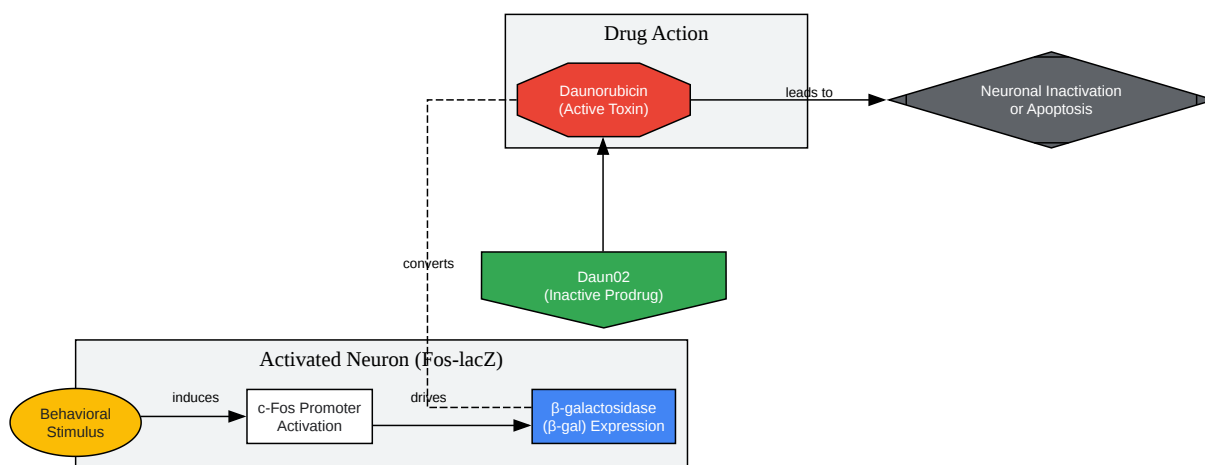 Drug Action
Daunorubicin
(Active Toxin)
leads to
Neuronal Inactivation
or Apoptosis
converts
Daun02
(Inactive Prodrug)
Activated Neuron (Fos-lacZ)
Behavioral
Stimulus
induces
c-Fos Promoter
Activation
drives
β-galactosidase
(β-gal) Expression